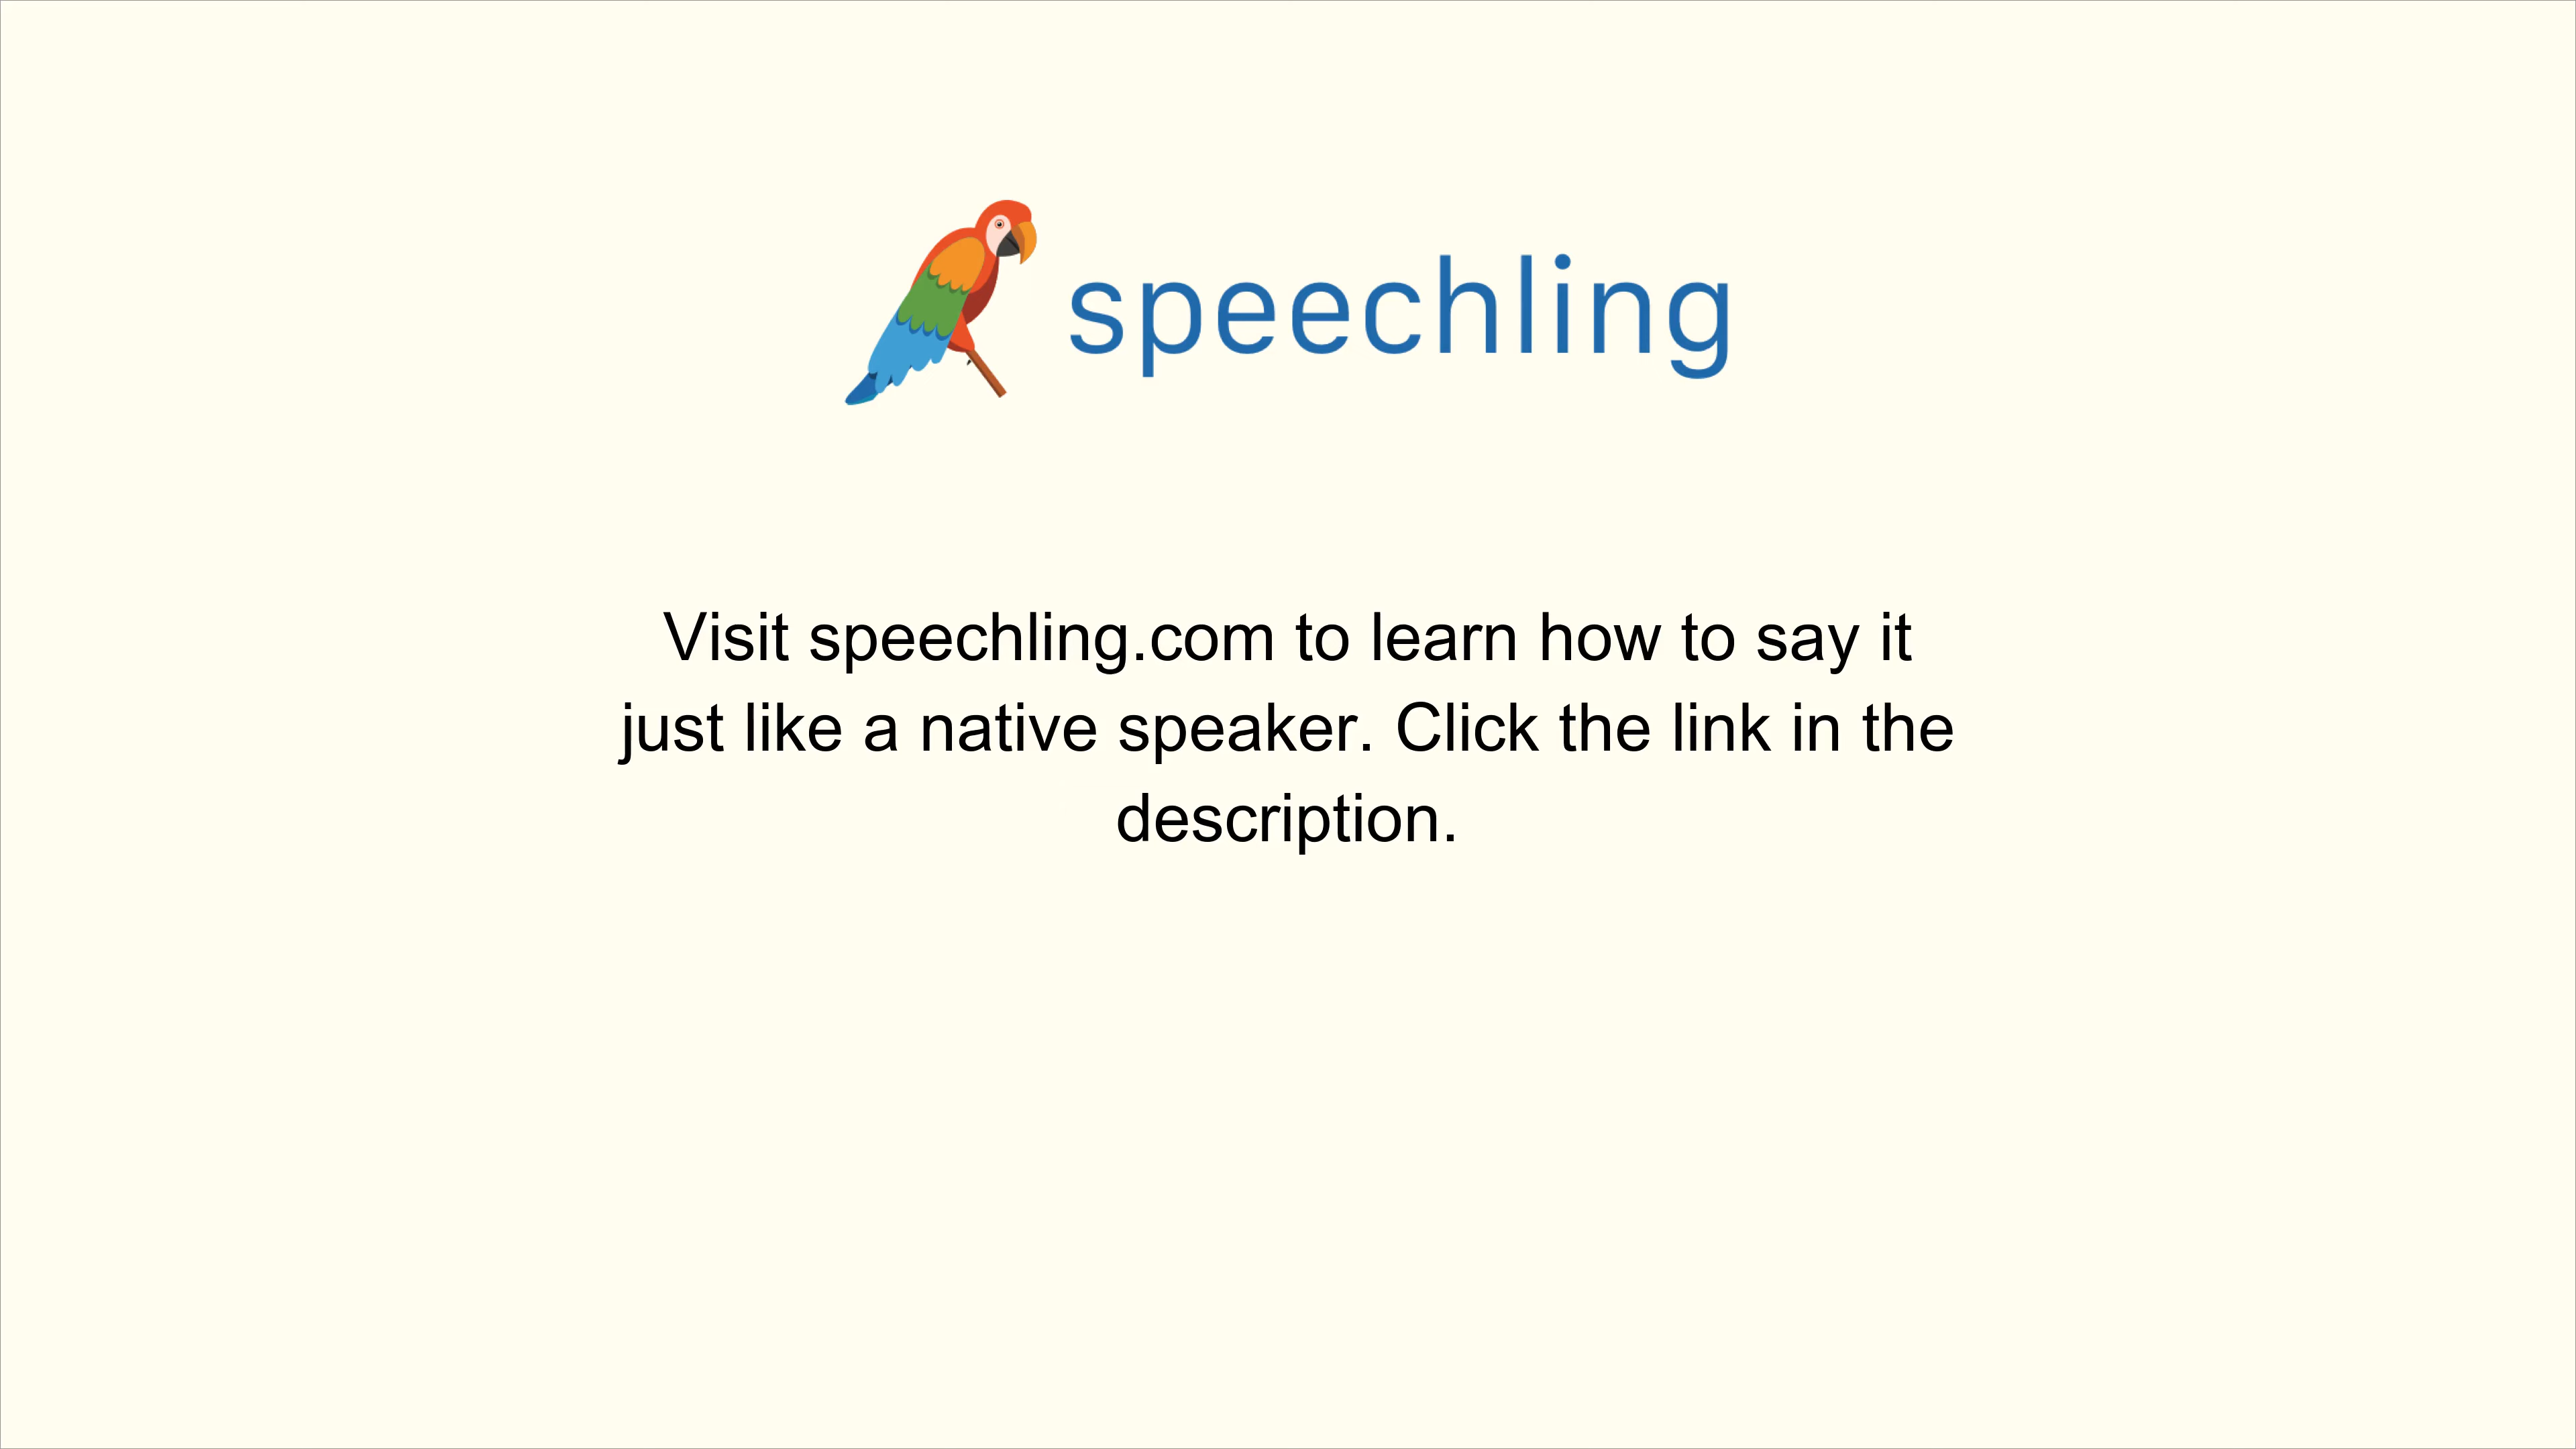 speechling
Visit speechling.com to learn how to say it
just like a native speaker. Click the link in the
description.